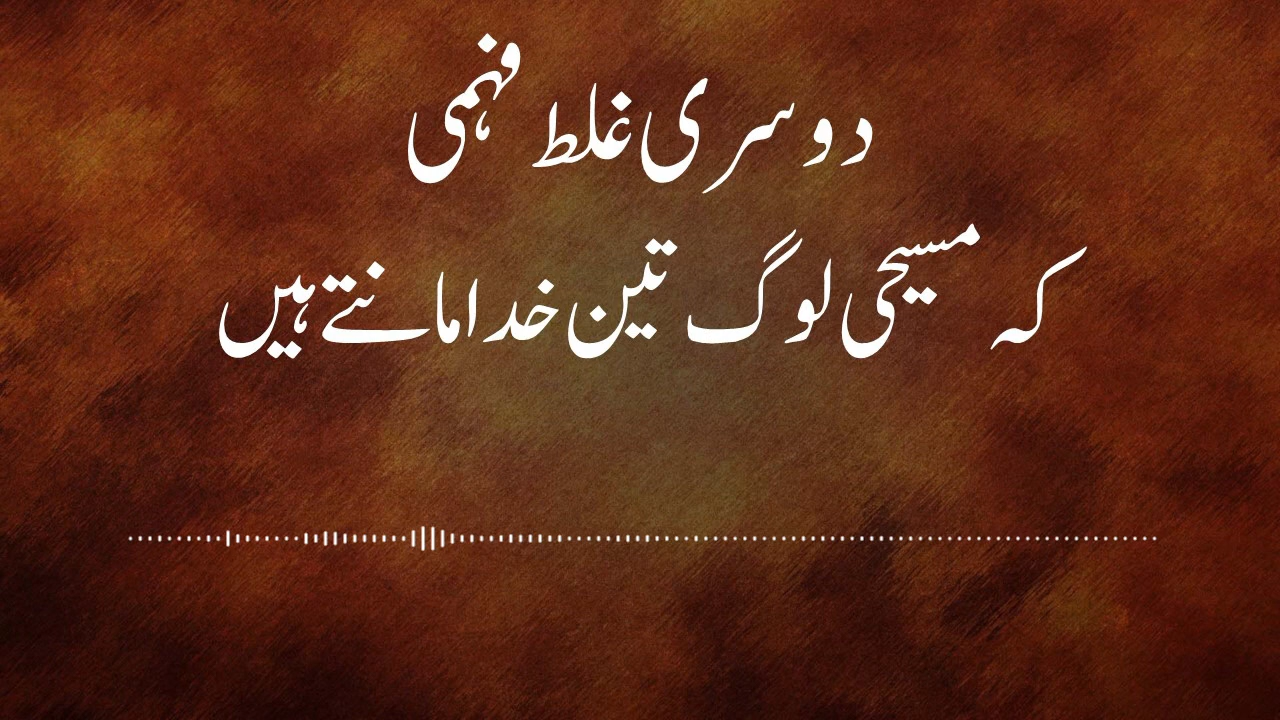 دوسری غلط فہمی
کہ مسیحی لوگ تین خدا مانتے ہیں